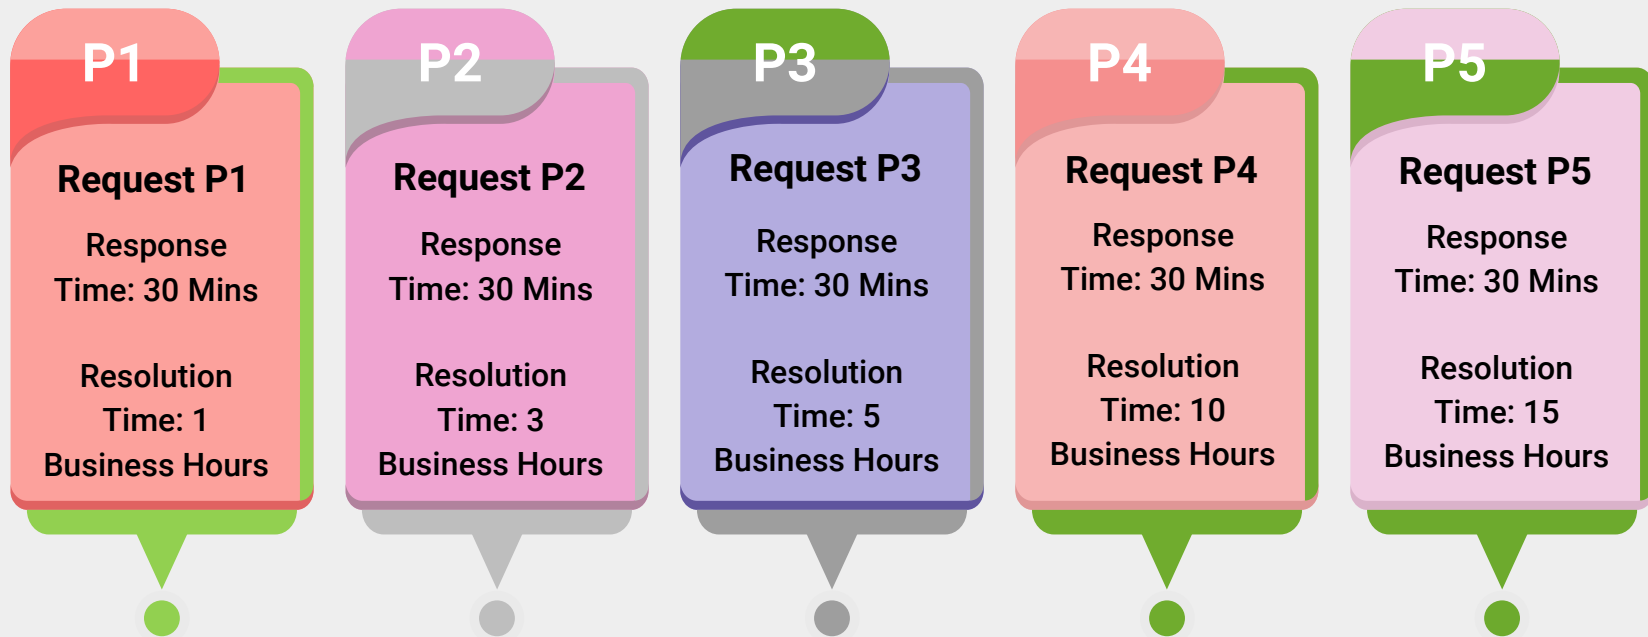 P1
Request P1
Response
Time: 30 Mins
Resolution
Time: 1
Business Hours
P2
Request P2
Response
Time: 30 Mins
Resolution
Time: 3
Business Hours
P3
Request P3
Response
Time: 30 Mins
Resolution
Time: 5
Business Hours
P4
Request P4
Response
Time: 30 Mins
Resolution
Time: 10
Business Hours
P5
Request P5
Response
Time: 30 Mins
Resolution
Time: 15
Business Hours